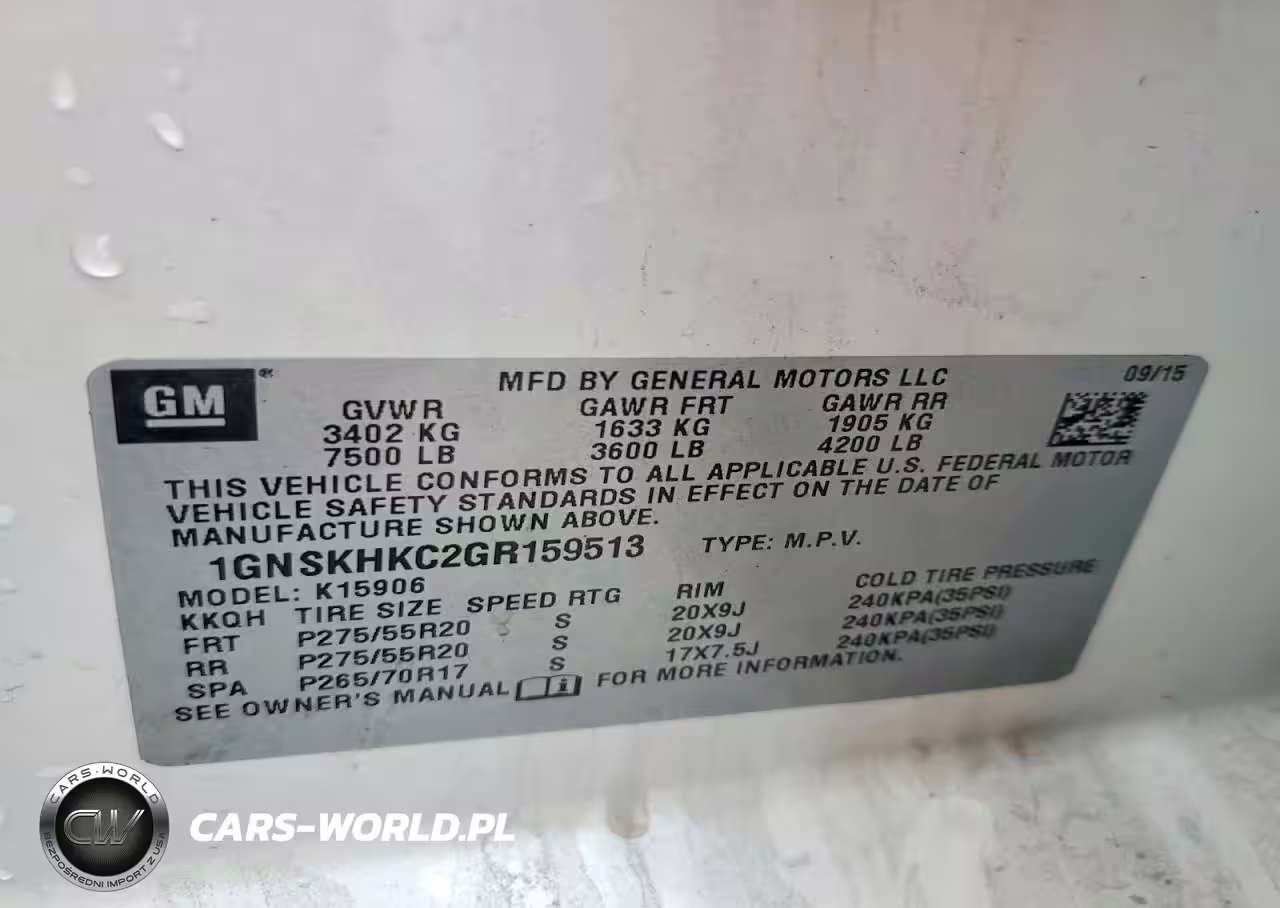 GM®
MFD BY GENERAL MOTORS LLC
09/15
GVWR GAWR FRT GAWR RR
3402 KG 1633 KG 1905 KG
7500 LB 3600 LB 4200 LB
THIS VEHICLE CONFORMS TO ALL APPLICABLE U.S. FEDERAL MOTOR
VEHICLE SAFETY STANDARDS IN EFFECT ON THE DATE OF
MANUFACTURE SHOWN ABOVE.
1GNSKHKC2GR159513 TYPE: M.P.V.
MODEL: K15906
KKQH TIRE SIZE SPEED RTG RIM COLD TIRE PRESSURE
FRT P275/55R20 S 20X9J 240KPA(35PSI)
RR P275/55R20 S 20X9J 240KPA(35PSI)
SPA P265/70R17 S 17X7.5J 240KPA(35PSI)
SEE OWNER'S MANUAL FOR MORE INFORMATION.
CARS-WORLD
CW
BEZPOŚREDNI IMPORT Z USA
CARS-WORLD.PL